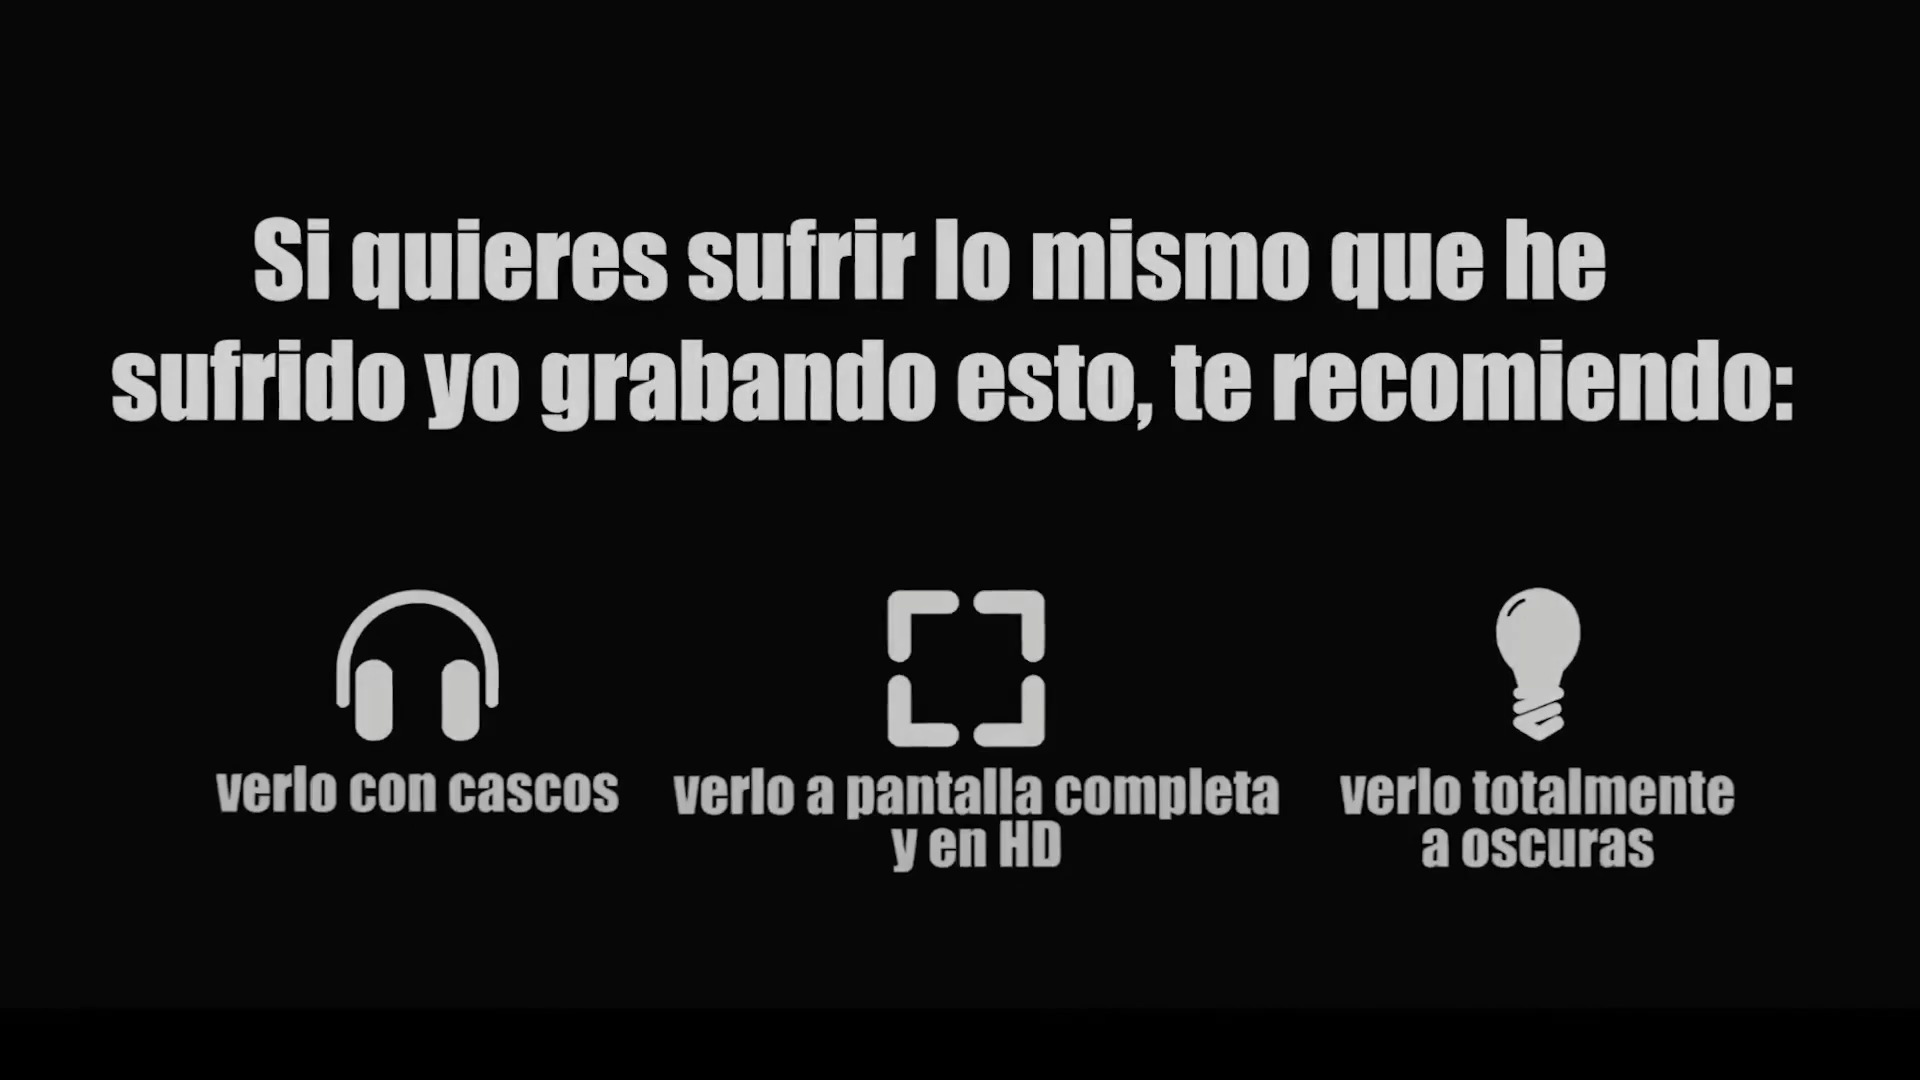 Si quieres sufrir lo mismo que he
sufrido yo grabando esto, te recomiendo:
verlo con cascos
verlo a pantalla completa
y en HD
verlo totalmente
a oscuras